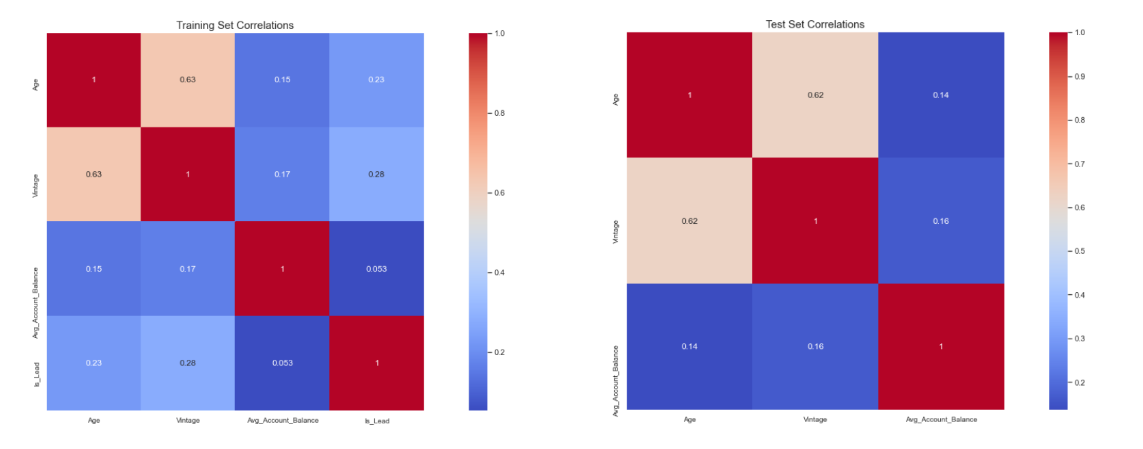 Training Set Correlations
Age
1
0.63
0.15
0.23
Vintage
0.63
1
0.17
0.28
Avg_Account_Balance
0.15
0.17
1
0.053
Is_Lead
0.23
0.28
0.053
1
Age
Vintage
Avg_Account_Balance
Is_Lead
1.0
0.8
0.6
0.4
0.2
Test Set Correlations
Age
1
0.62
0.14
Vintage
0.62
1
0.16
Avg_Account_Balance
0.14
0.16
1
Age
Vintage
Avg_Account_Balance
1.0
0.9
0.8
0.7
0.6
0.5
0.4
0.3
0.2